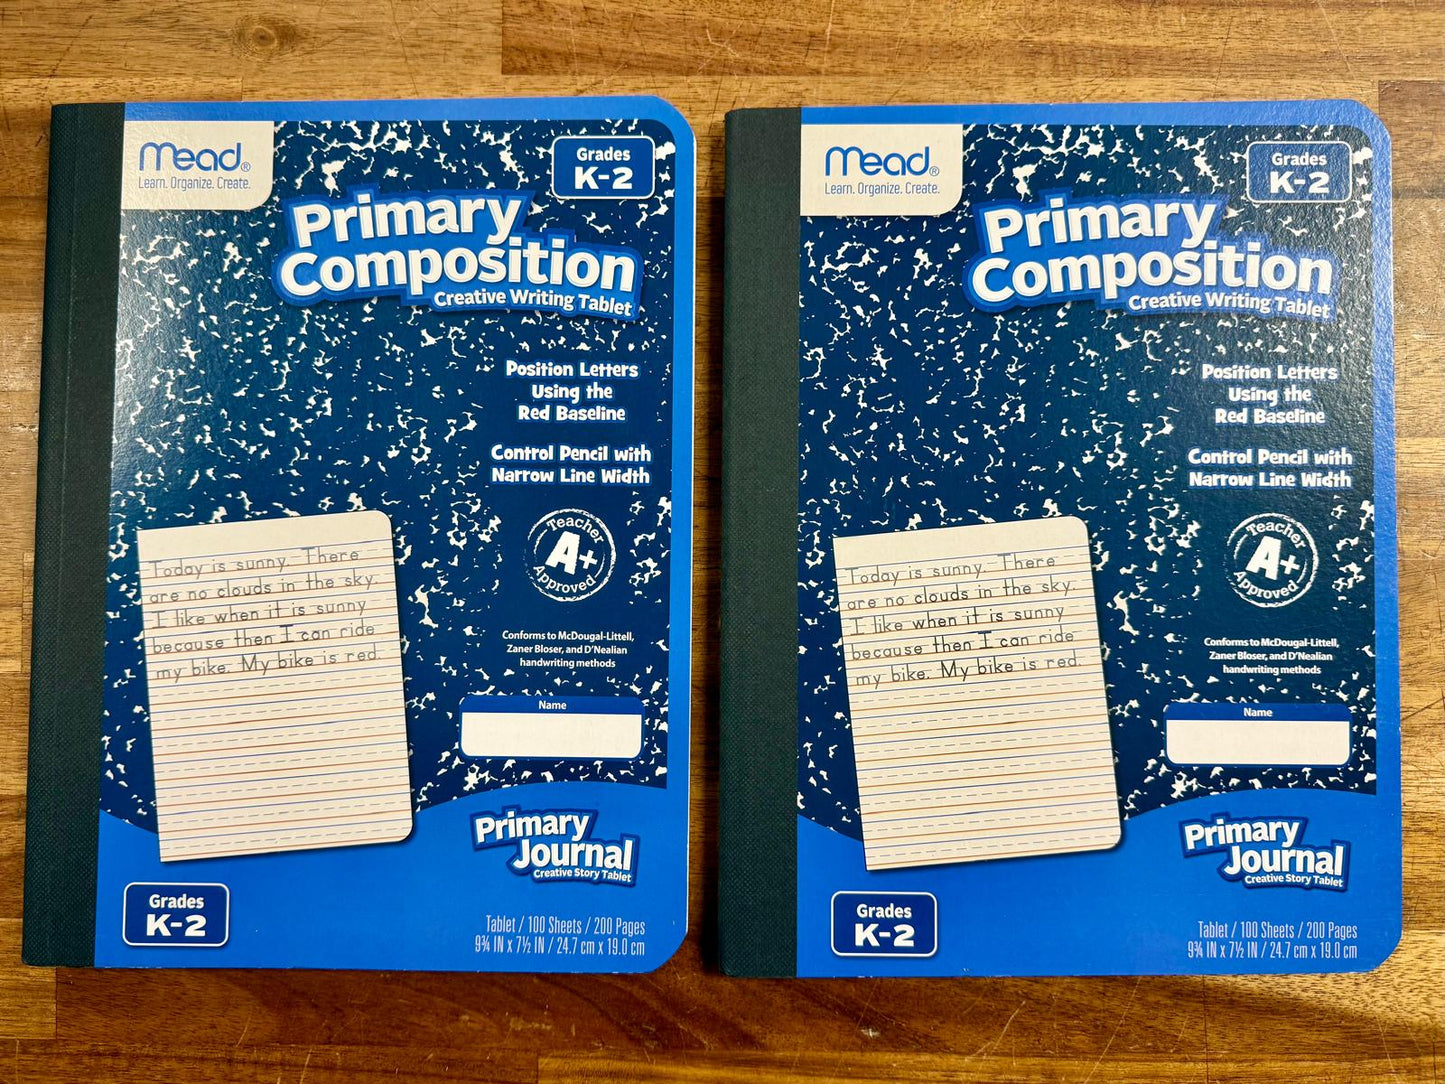 mead®
Learn. Organize. Create.
Grades
K-2
Primary
Composition
Creative Writing Tablet
Position Letters
Using the
Red Baseline
Control Pencil with
Narrow Line Width
Teacher
A+
Approved
Today is sunny. There
are no clouds in the sky.
I like when it is sunny
because then I can ride
my bike. My bike is red.
Conforms to McDougal-Littell,
Zaner Bloser, and D'Nealian
handwriting methods
Name
Primary
Journal
Creative Story Tablet
Grades
K-2
Tablet / 100 Sheets / 200 Pages
9¾ IN x 7½ IN / 24.7 cm x 19.0 cm
mead®
Learn. Organize. Create.
Grades
K-2
Primary
Composition
Creative Writing Tablet
Position Letters
Using the
Red Baseline
Control Pencil with
Narrow Line Width
Teacher
A+
Approved
Today is sunny. There
are no clouds in the sky.
I like when it is sunny
because then I can ride
my bike. My bike is red.
Conforms to McDougal-Littell,
Zaner Bloser, and D'Nealian
handwriting methods
Name
Primary
Journal
Creative Story Tablet
Grades
K-2
Tablet / 100 Sheets / 200 Pages
9¾ IN x 7½ IN / 24.7 cm x 19.0 cm